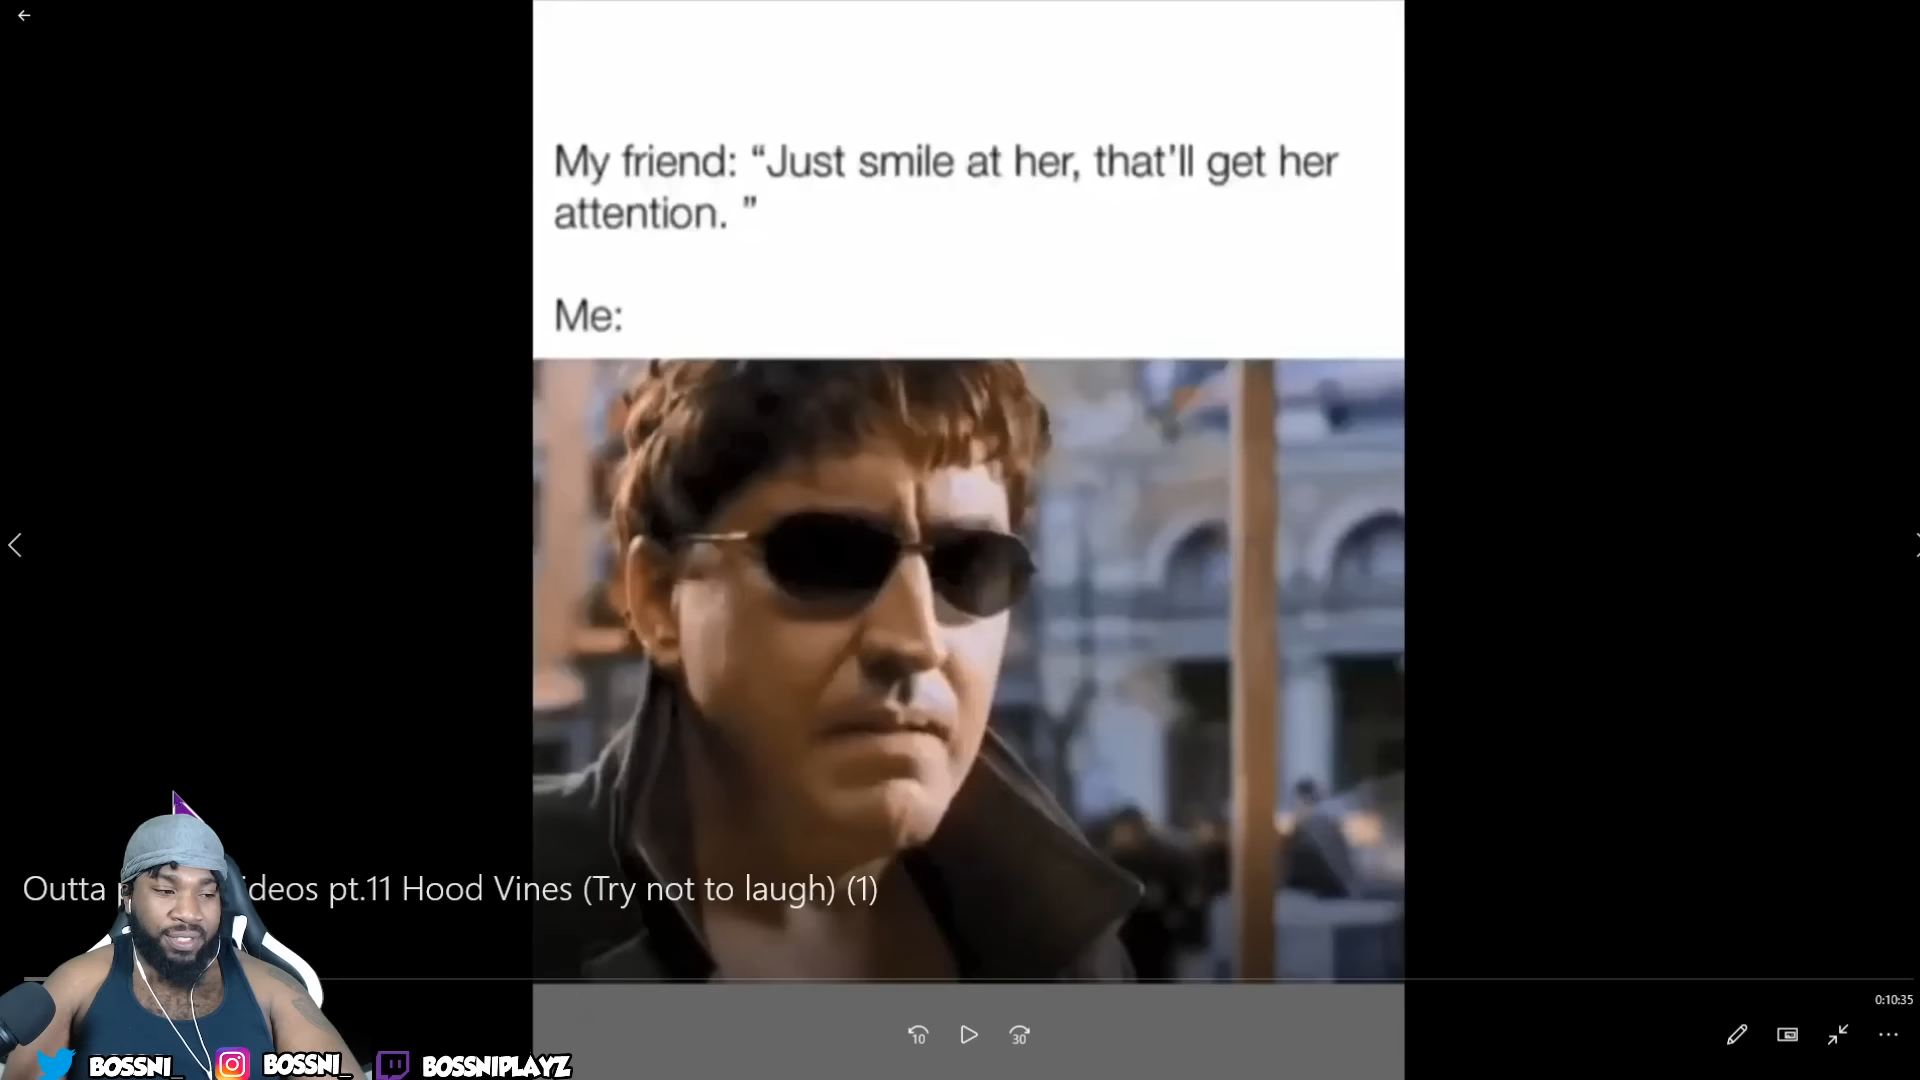 My friend: “Just smile at her, that’ll get her
attention. ”
Me:
Outta ideos pt.11 Hood Vines (Try not to laugh) (1)
0:10:35
10
30
BOSSNI_
BOSSNI_
BOSSNIPLAYZ